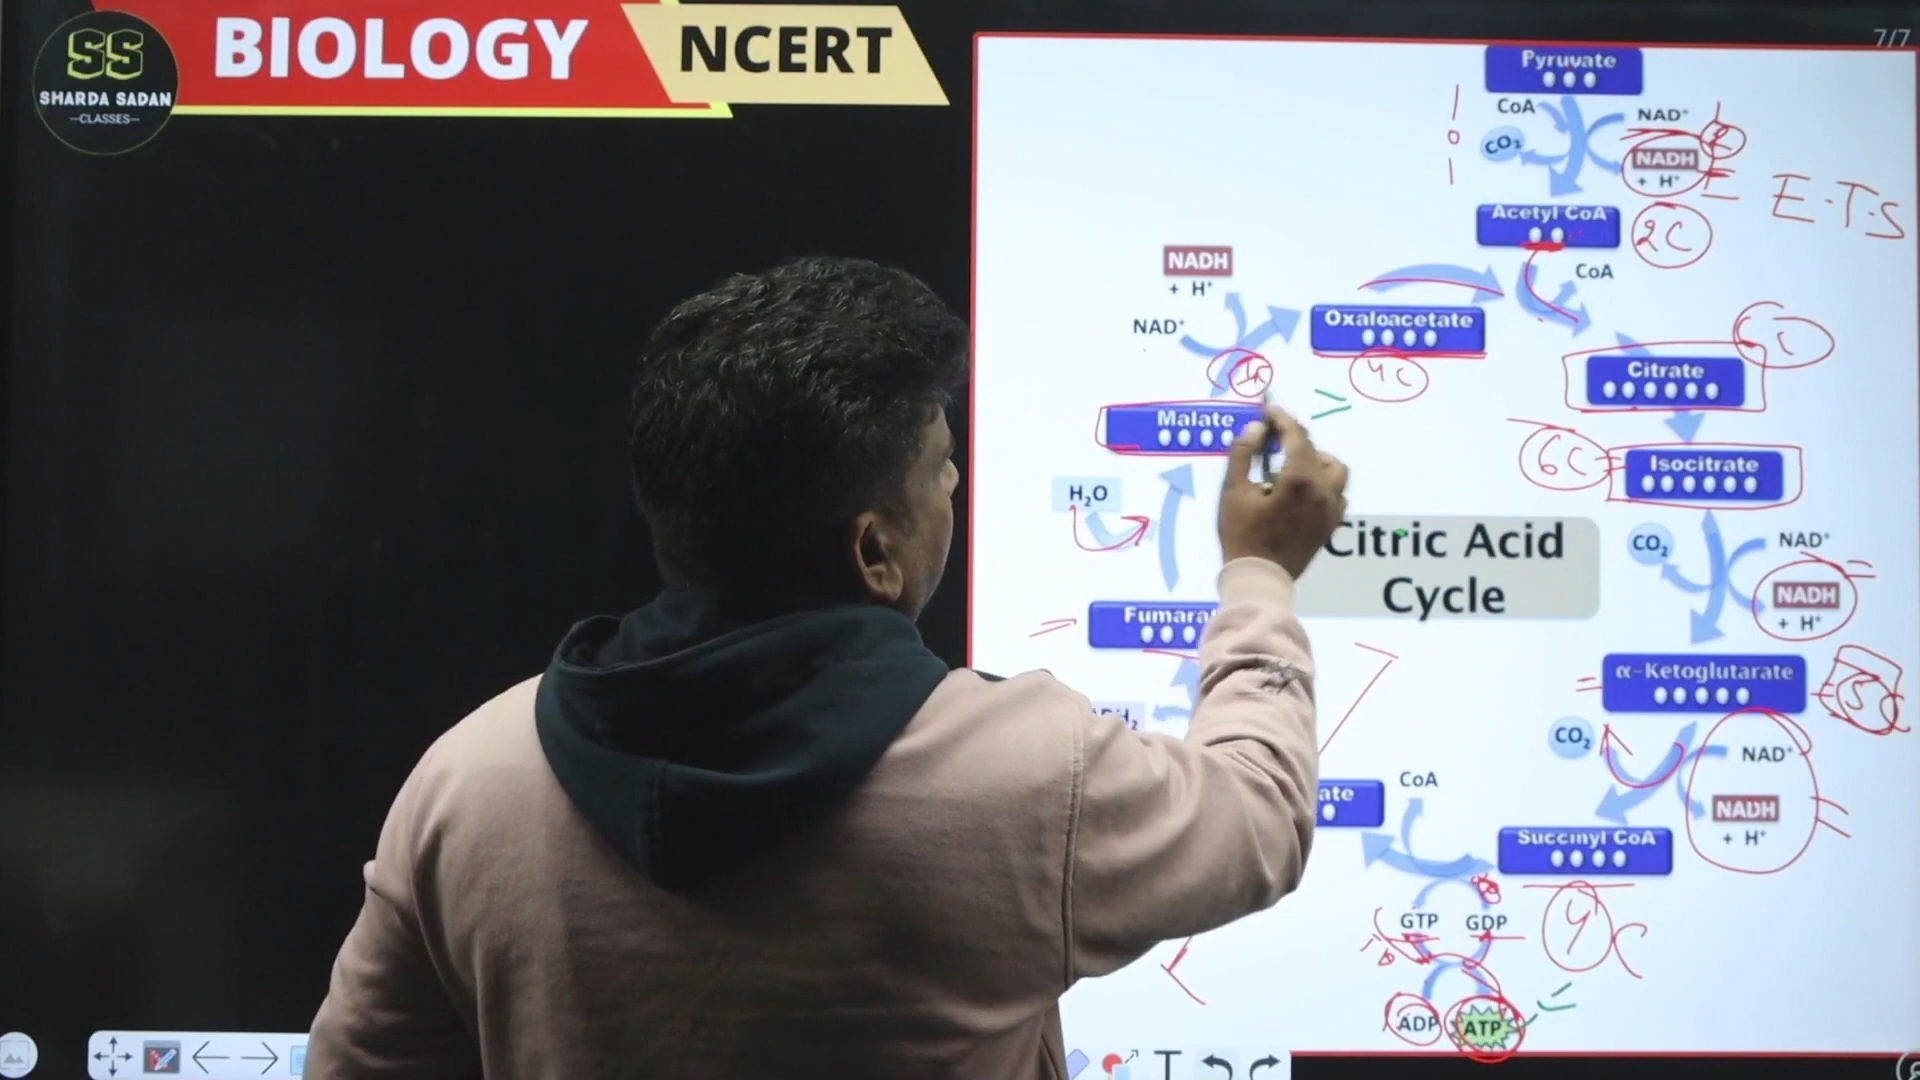 SS
SHARDA SADAN
—CLASSES—
BIOLOGY NCERT
7/7
Pyruvate
CoA
NAD⁺
CO₂
NADH
+ H⁺
E.T.S
Acetyl CoA
2C
CoA
NADH
+ H⁺
NAD⁺
Oxaloacetate
4C
Citrate
Malate
6C
Isocitrate
H₂O
Citric Acid
Cycle
CO₂
NAD⁺
NADH
+ H⁺
α-Ketoglutarate
5C
CO₂
NAD⁺
NADH
+ H⁺
CoA
Succinyl CoA
4C
GTP GDP
ADP ATP
T